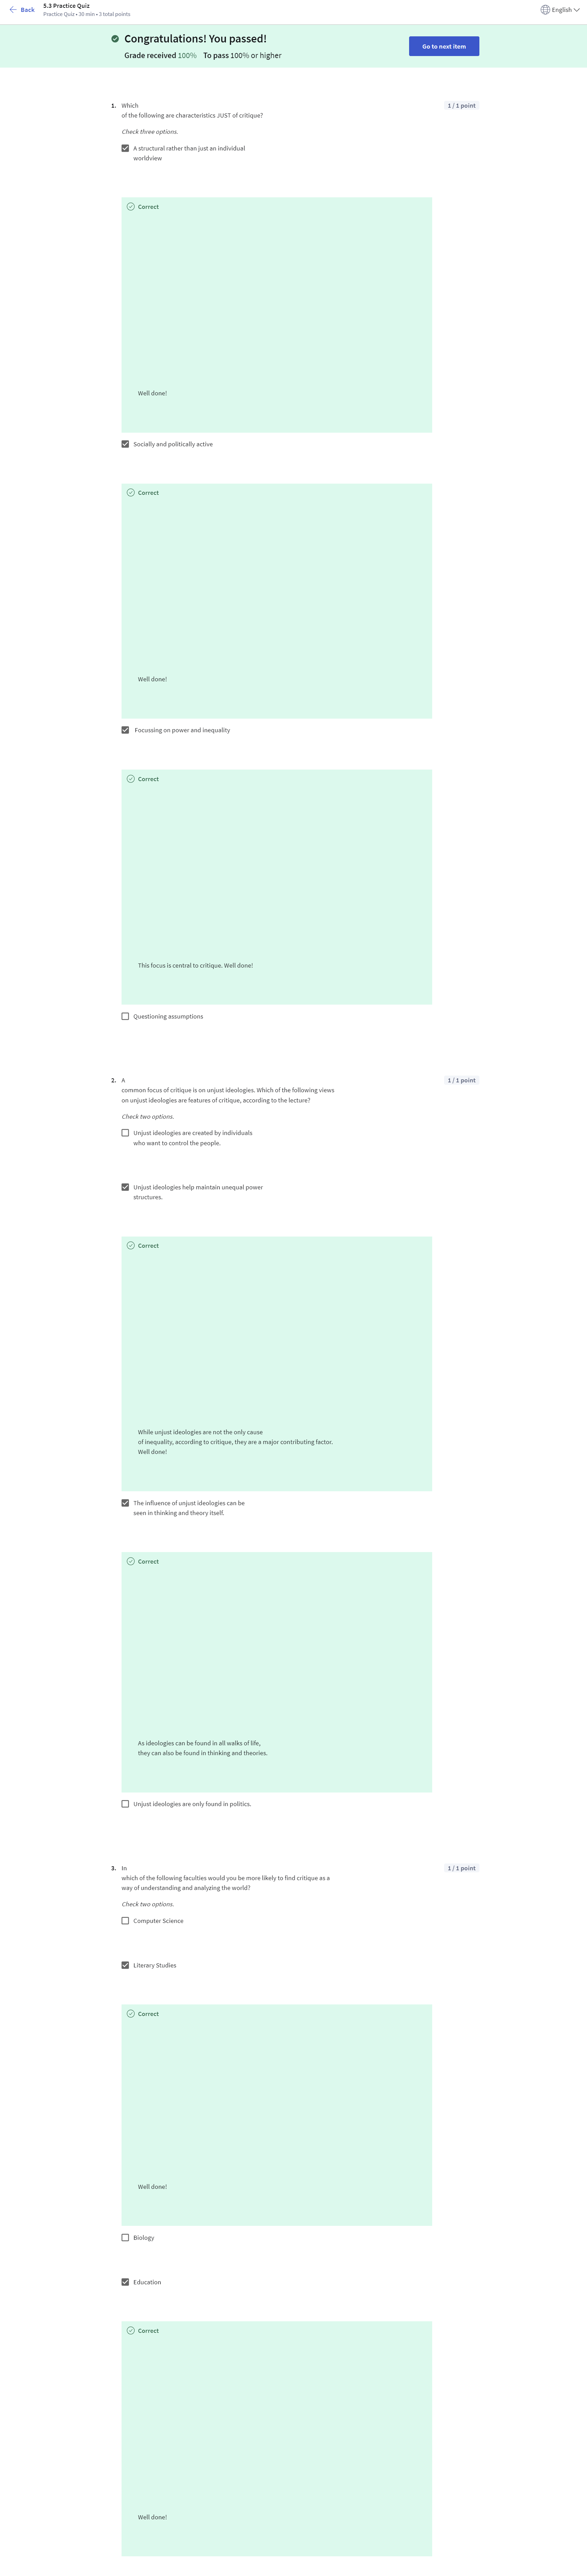 Back
5.3 Practice Quiz
Practice Quiz • 30 min • 3 total points
English
Congratulations! You passed!
Grade received 100% To pass 100% or higher
Go to next item
1. Which
of the following are characteristics JUST of critique?
1 / 1 point
Check three options.
A structural rather than just an individual
worldview
Correct
Well done!
Socially and politically active
Correct
Well done!
Focussing on power and inequality
Correct
This focus is central to critique. Well done!
Questioning assumptions
2. A
common focus of critique is on unjust ideologies. Which of the following views
on unjust ideologies are features of critique, according to the lecture?
1 / 1 point
Check two options.
Unjust ideologies are created by individuals
who want to control the people.
Unjust ideologies help maintain unequal power
structures.
Correct
While unjust ideologies are not the only cause
of inequality, according to critique, they are a major contributing factor.
Well done!
The influence of unjust ideologies can be
seen in thinking and theory itself.
Correct
As ideologies can be found in all walks of life,
they can also be found in thinking and theories.
Unjust ideologies are only found in politics.
3. In
which of the following faculties would you be more likely to find critique as a
way of understanding and analyzing the world?
1 / 1 point
Check two options.
Computer Science
Literary Studies
Correct
Well done!
Biology
Education
Correct
Well done!